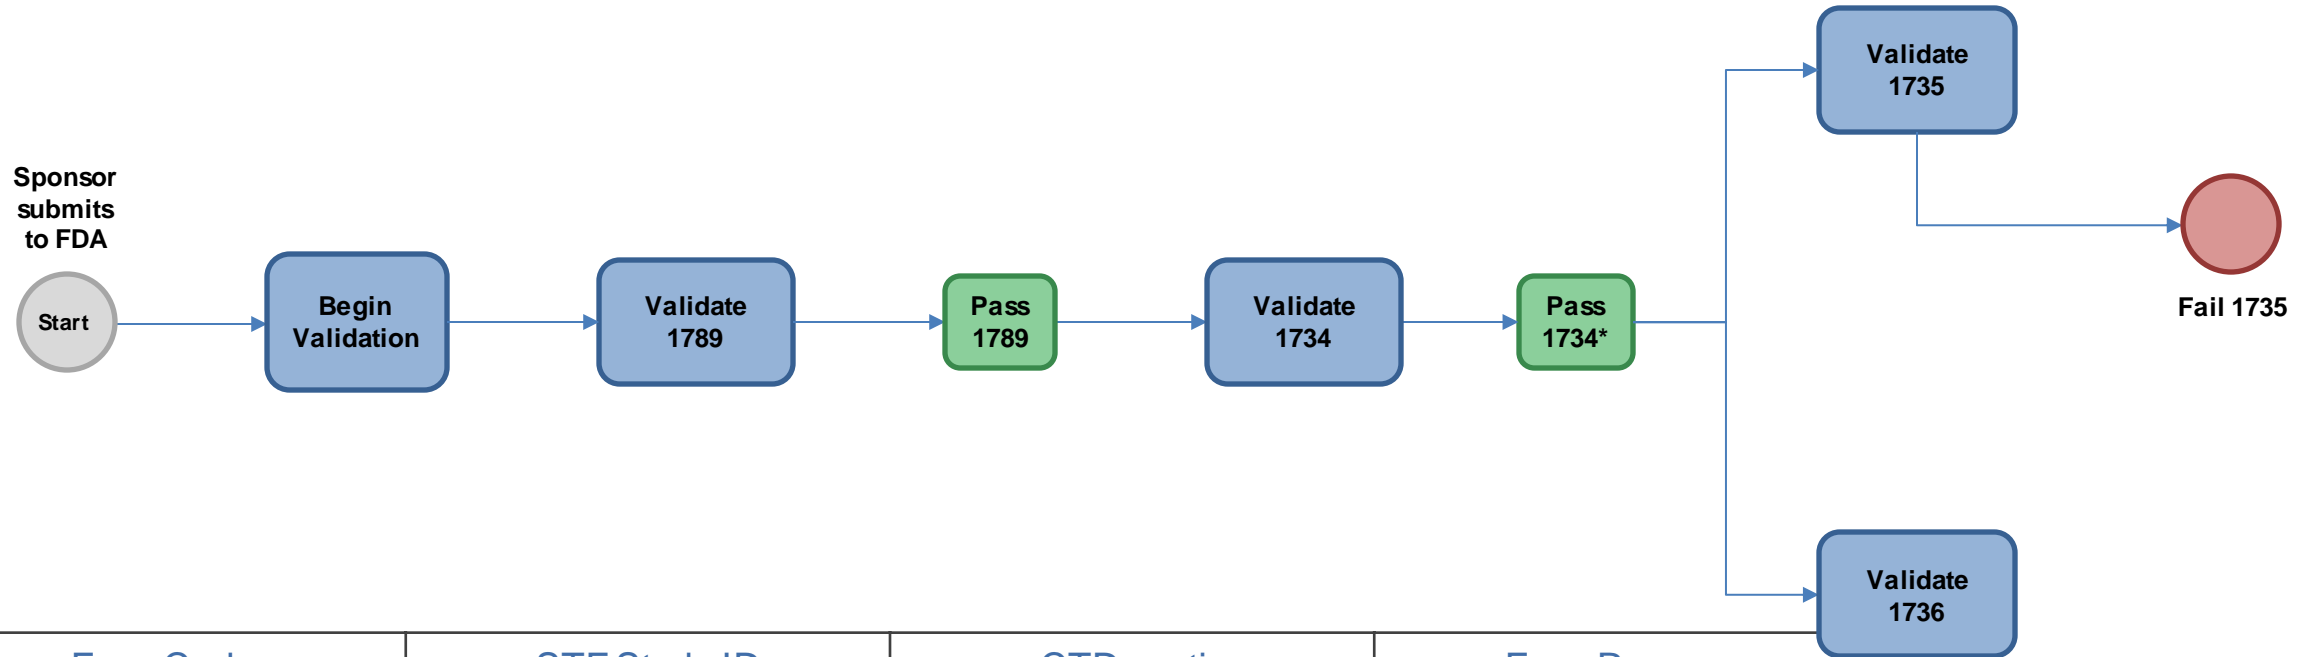 Sponsor
submits
to FDA
Start
Begin
Validation
Validate
1789
Pass
1789
Validate
1734
Pass
1734*
Validate
1735
Fail 1735
Validate
1736